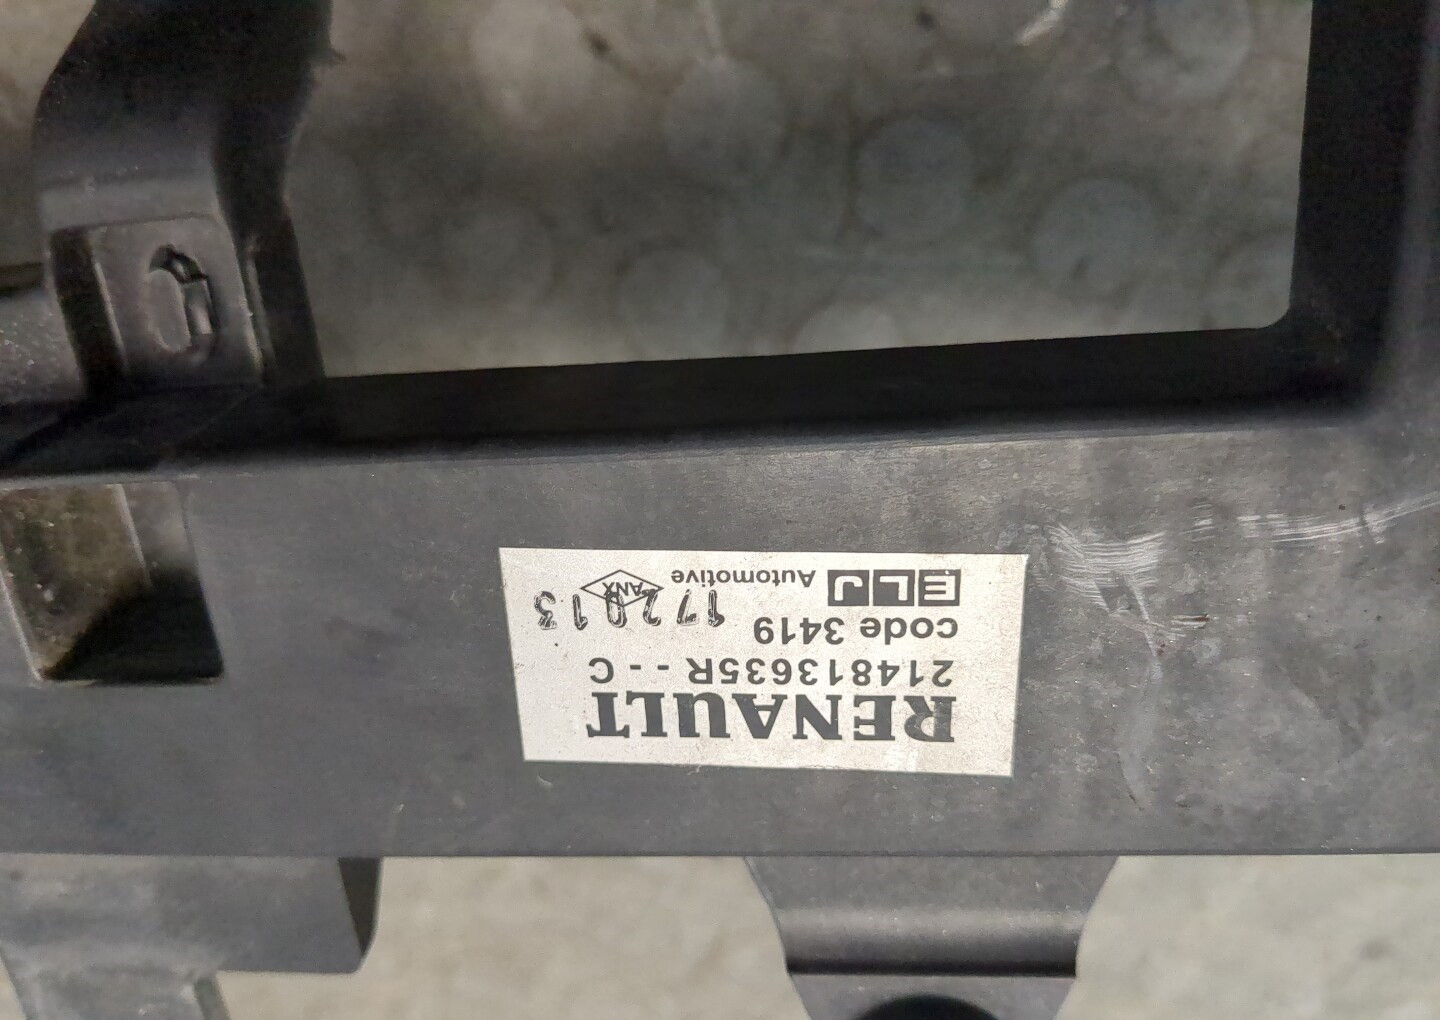 RENAULT
214813635R -- C
code 3419
172013
ELJ Automotive ANX